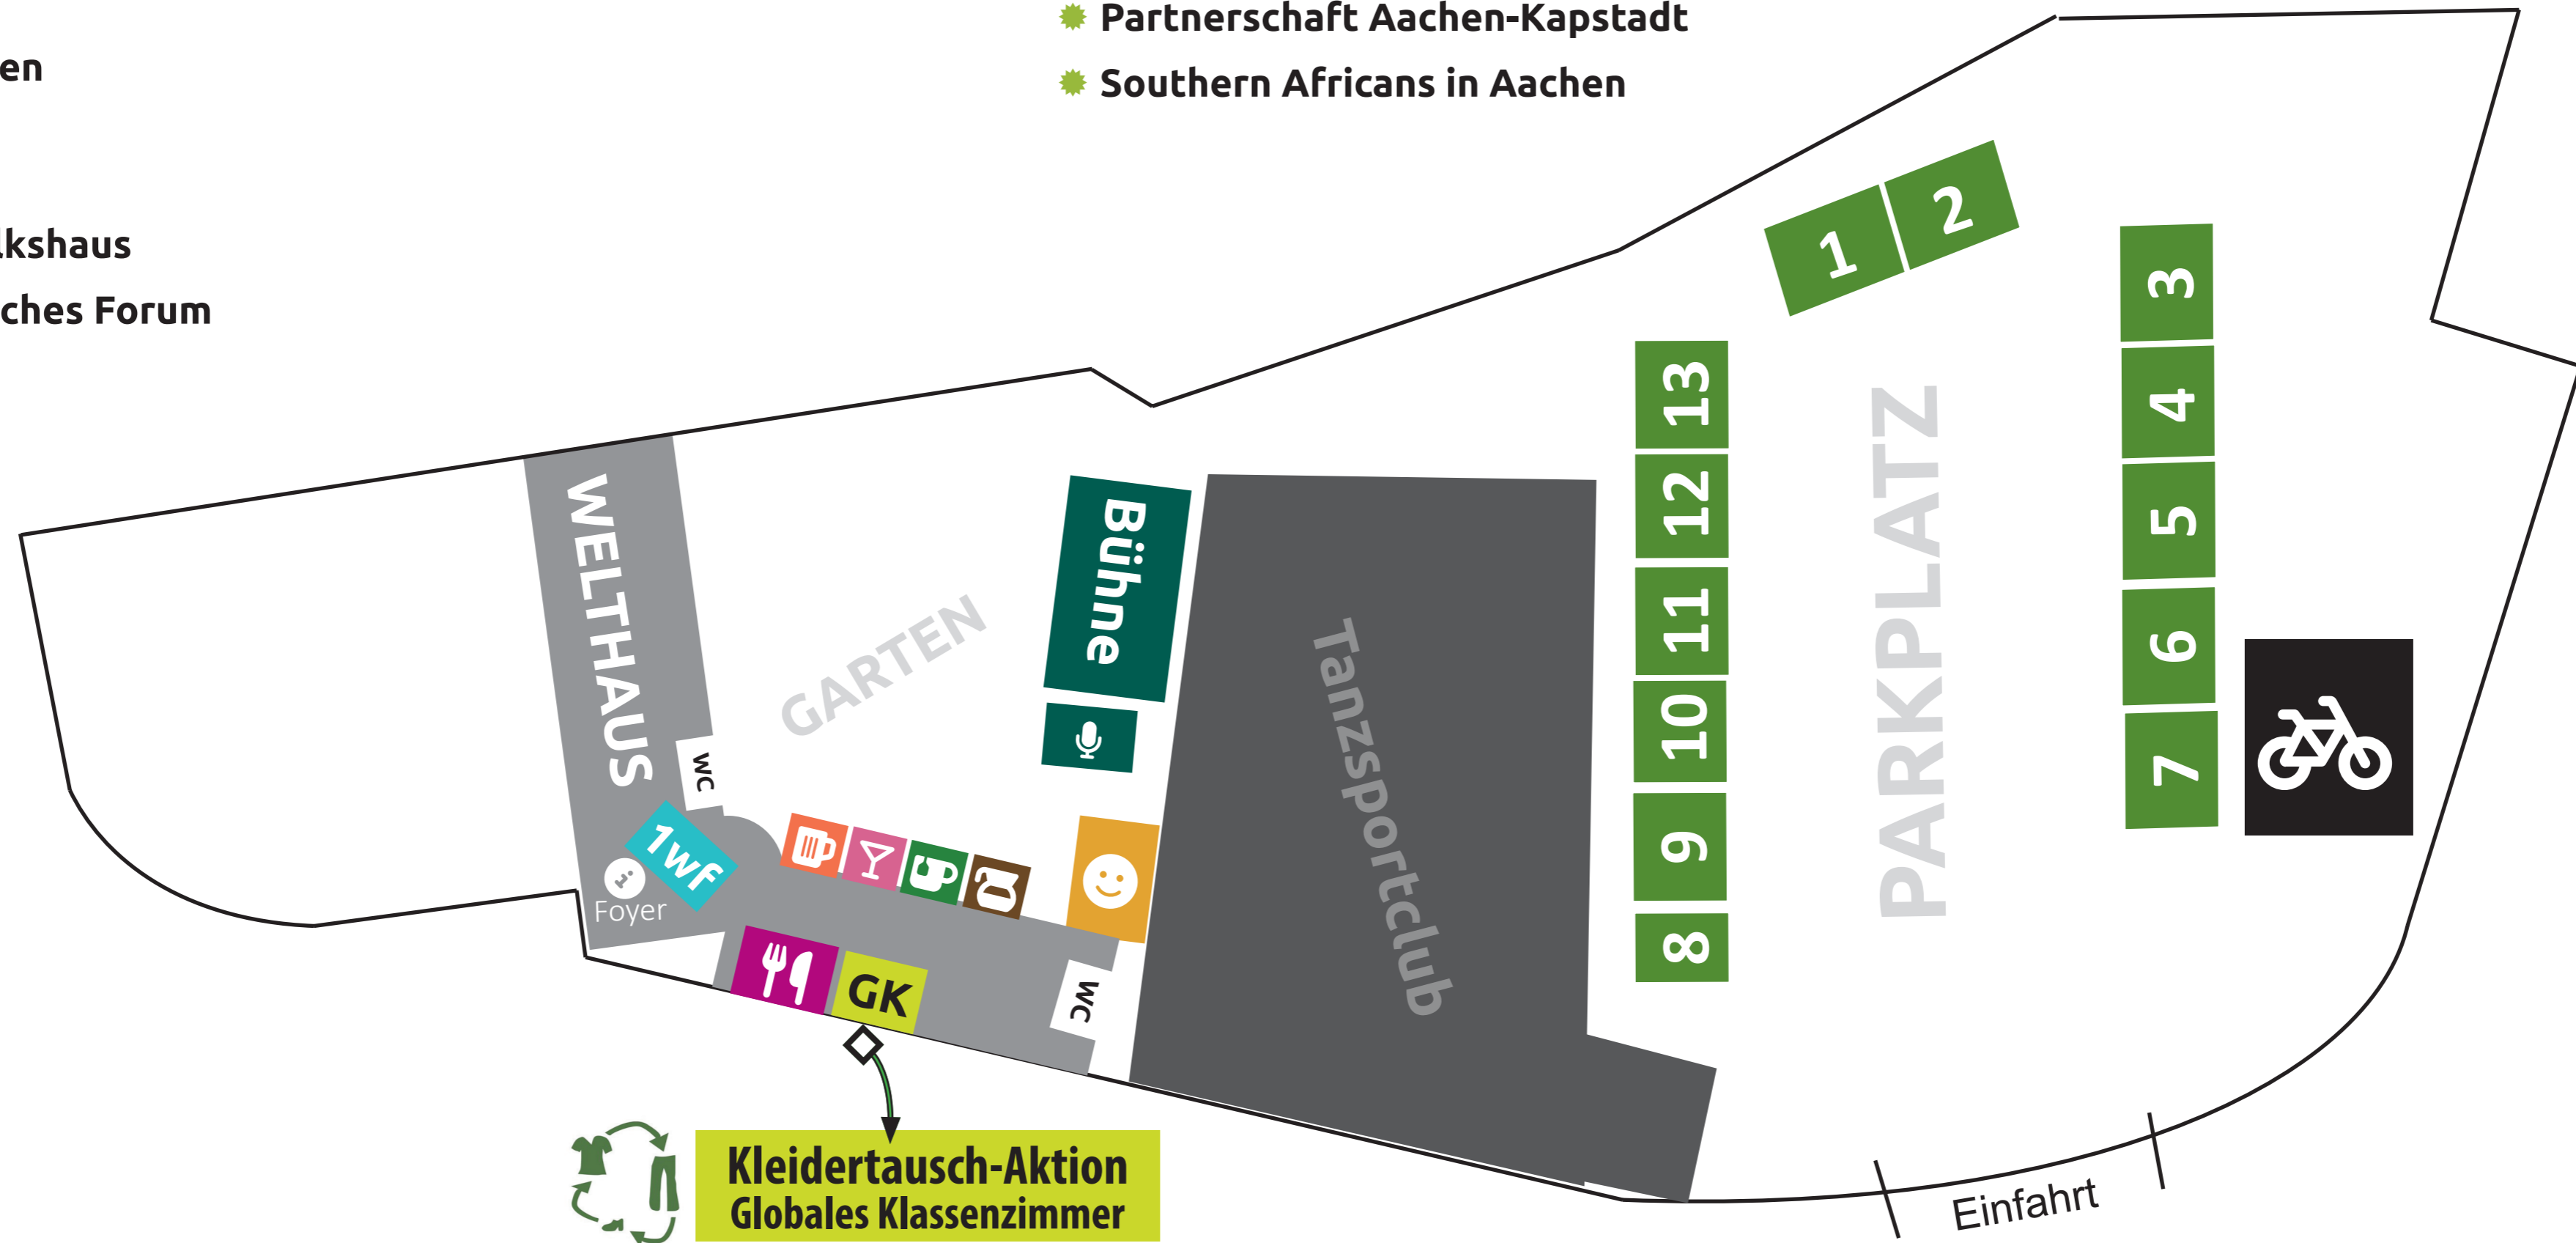 en
Partnerschaft Aachen-Kapstadt
Southern Africans in Aachen
lkshaus
ches Forum
1
2
3
4
5
6
7
13
12
11
10
9
8
PARKPLATZ
WELTHAUS
GARTEN
Bühne
Tanzsportclub
WC
1wf
i
Foyer
GK
WC
Kleidertausch-Aktion
Globales Klassenzimmer
Einfahrt